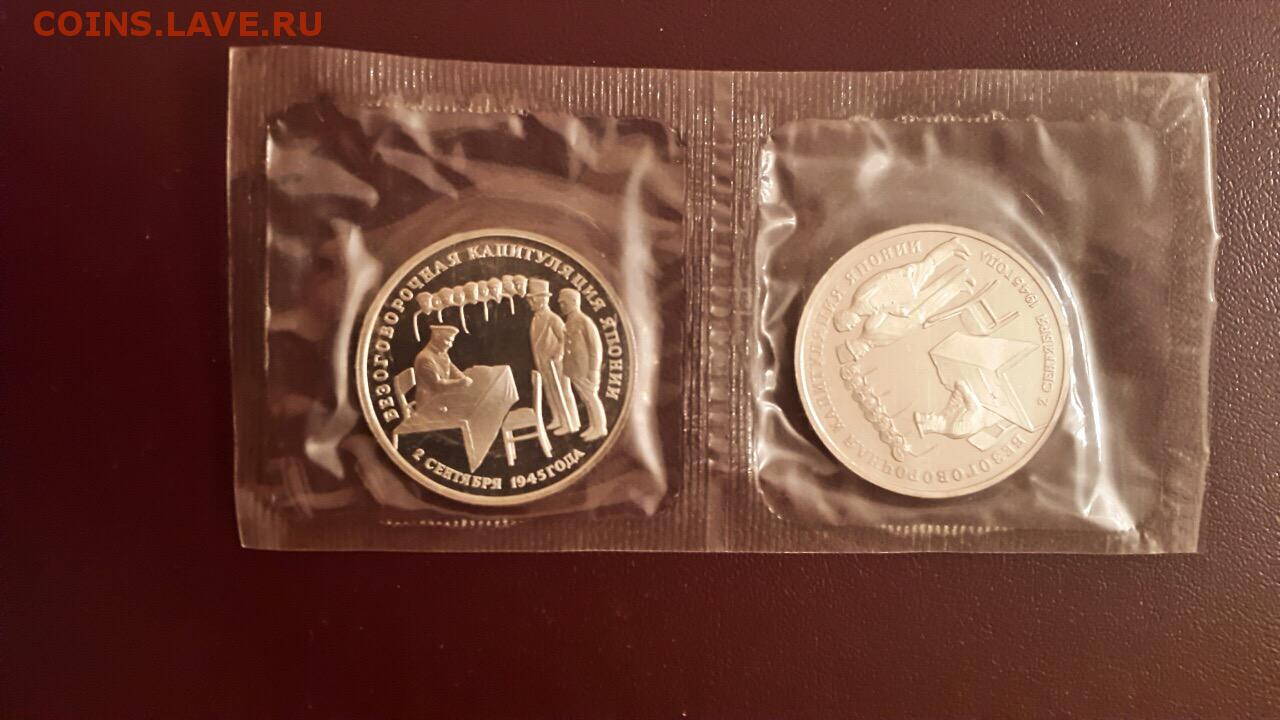 COINS.LAVE.RU
БЕЗОГОВОРОЧНАЯ КАПИТУЛЯЦИЯ ЯПОНИИ
2 СЕНТЯБРЯ 1945 ГОДА
БЕЗОГОВОРОЧНАЯ КАПИТУЛЯЦИЯ ЯПОНИИ
2 СЕНТЯБРЯ 1945 ГОДА